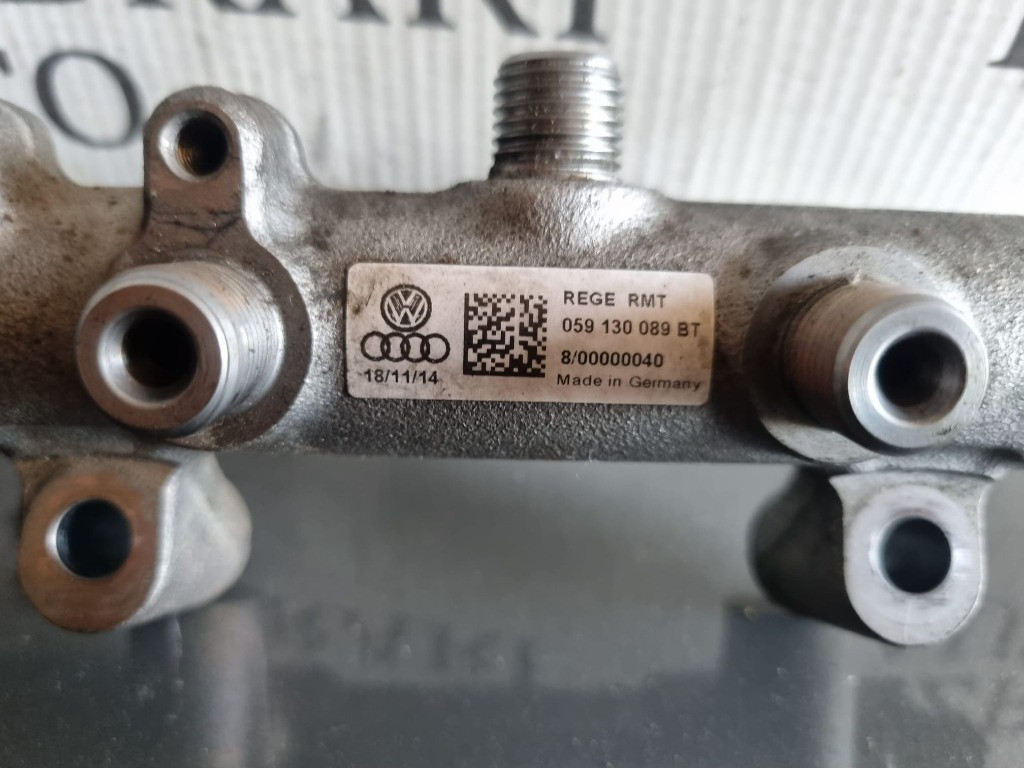 REGE RMT
059 130 089 BT
8/00000040
18/11/14
Made in Germany